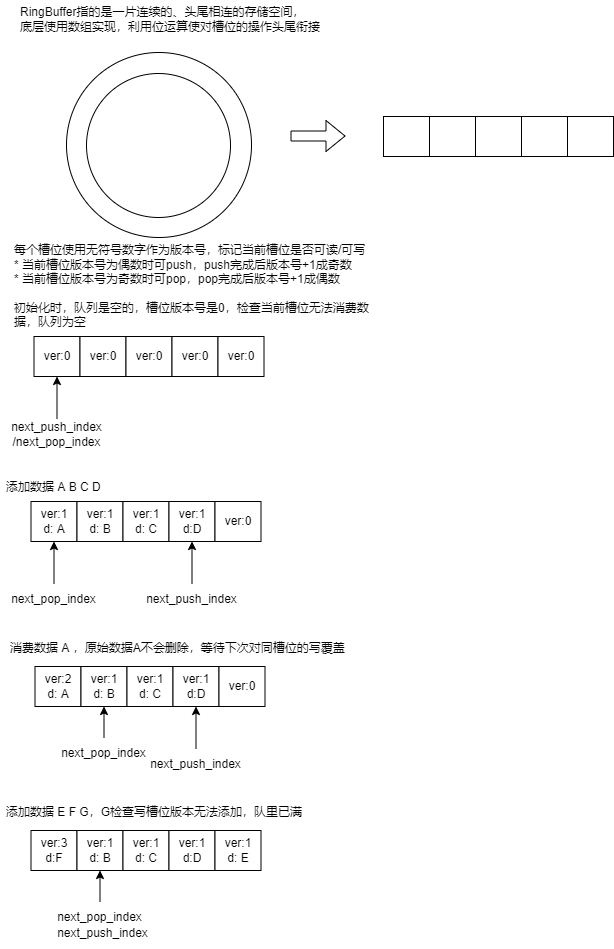 RingBuffer指的是一片连续的、头尾相连的存储空间，
底层使用数组实现，利用位运算使对槽位的操作头尾衔接
每个槽位使用无符号数字作为版本号，标记当前槽位是否可读/可写
* 当前槽位版本号为偶数时可push，push完成后版本号+1成奇数
* 当前槽位版本号为奇数时可pop，pop完成后版本号+1成偶数
初始化时，队列是空的，槽位版本号是0，检查当前槽位无法消费数
据，队列为空
ver:0 ver:0 ver:0 ver:0 ver:0
next_push_index
/next_pop_index
添加数据 A B C D
ver:1 ver:1 ver:1 ver:1 ver:0
d: A d: B d: C d:D
next_pop_index next_push_index
消费数据 A ，原始数据A不会删除，等待下次对同槽位的写覆盖
ver:2 ver:1 ver:1 ver:1 ver:0
d: A d: B d: C d:D
next_pop_index
next_push_index
添加数据 E F G，G检查写槽位版本无法添加，队里已满
ver:3 ver:1 ver:1 ver:1 ver:1
d:F d: B d: C d:D d: E
next_pop_index
next_push_index